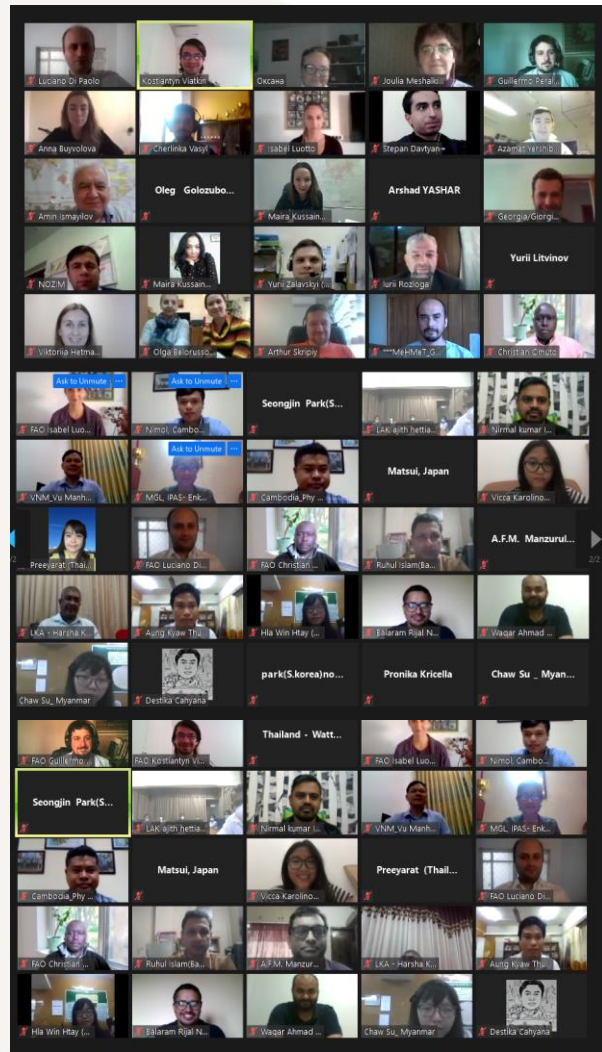 Luciano Di Paolo
Kostiantyn Viatkin
Оксана
Joulia Meshalk...
Guillermo Peral...
Anna Buyvolova
Cherlinka Vasyl
Isabel Luotto
Stepan Davtyan
Azamat Yershib...
Amin Ismayilov
Oleg Golozubo...
Maira Kussain...
Arshad YASHAR
Georgia/Giorgi...
NOZIM
Maira Kussain...
Yurii Zalavskyi (...
Iurii Rozloga
Yurii Litvinov
Viktoriia Hetma...
Olga Belorusso...
Arthur Skripiy
***MeHMeT_G...
Christian Omuto
Ask to Unmute ...
Ask to Unmute ...
FAO Isabel Luo...
Nimol, Cambo...
Seongjin Park(S...
LAK ajith hettia...
Nirmal kumar l...
Ask to Unmute ...
VNM_Vu Manh...
MGL, IPAS- Enk...
Cambodia_Phy ...
Matsui, Japan
Vicca Karolino...
Preeyarat (Thai...
FAO Luciano Di...
FAO Christian ...
Ruhul Islam(Ba...
A.F.M. Manzurul...
2/2
LKA - Harsha K...
Aung Kyaw Thu
Hla Win Htay (...
Balaram Rijal N...
Waqar Ahmad ...
Chaw Su_ Myanmar
Destika Cahyana
park(S.korea)no...
Pronika Kricella
Chaw Su _ Myan...
FAO Guillermo ...
FAO Kostiantyn Vi...
Thailand - Watt...
FAO Isabel Luo...
Nimol, Cambo...
Seongjin Park(S...
LAK ajith hettia...
Nirmal kumar l...
VNM_Vu Manh...
MGL, IPAS- Enk...
Cambodia_Phy ...
Matsui, Japan
Vicca Karolino...
Preeyarat (Thail...
FAO Luciano Di...
FAO Christian ...
Ruhul Islam(Ba...
A.F.M. Manzur...
LKA - Harsha K...
Aung Kyaw Thu
Hla Win Htay (...
Balaram Rijal N...
Waqar Ahmad ...
Chaw Su_ Myanmar
Destika Cahyana